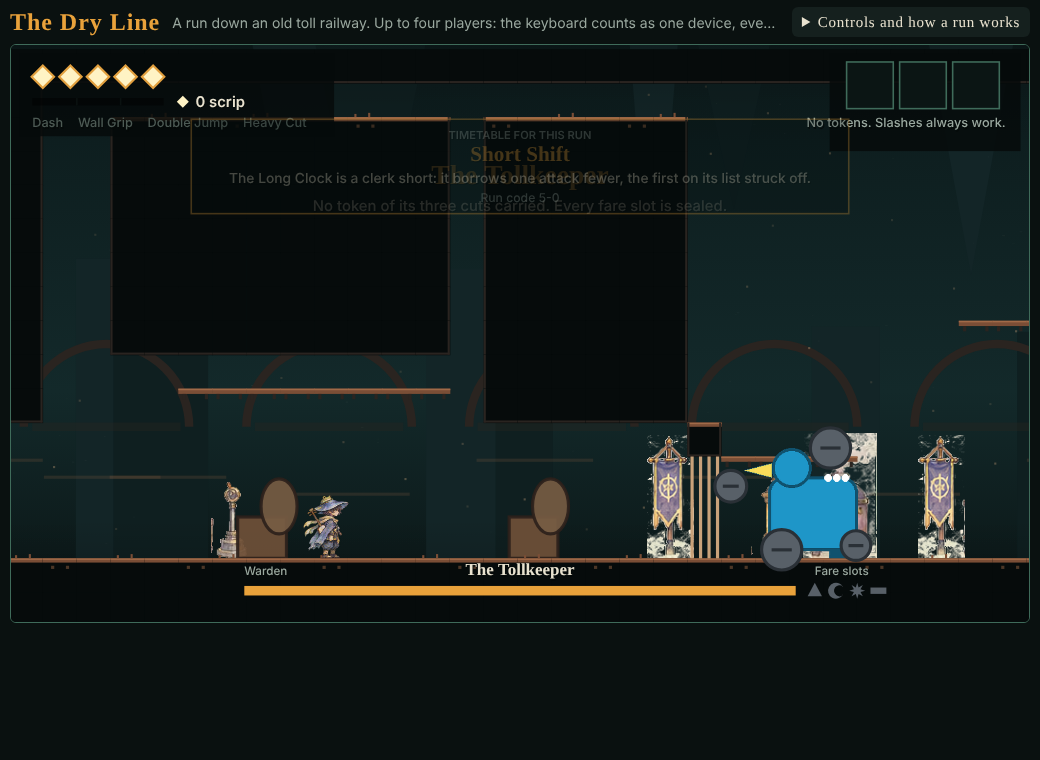 The Dry Line
A run down an old toll railway. Up to four players: the keyboard counts as one device, eve...
Controls and how a run works
0 scrip
Dash Wall Grip Double Jump Heavy Cut
No tokens. Slashes always work.
TIMETABLE FOR THIS RUN
Short Shift
The Tollkeeper
The Long Clock is a clerk short: it borrows one attack fewer, the first on its list struck off.
Run code 5-0
No token of its three cuts carried. Every fare slot is sealed.
Warden
The Tollkeeper
Fare slots